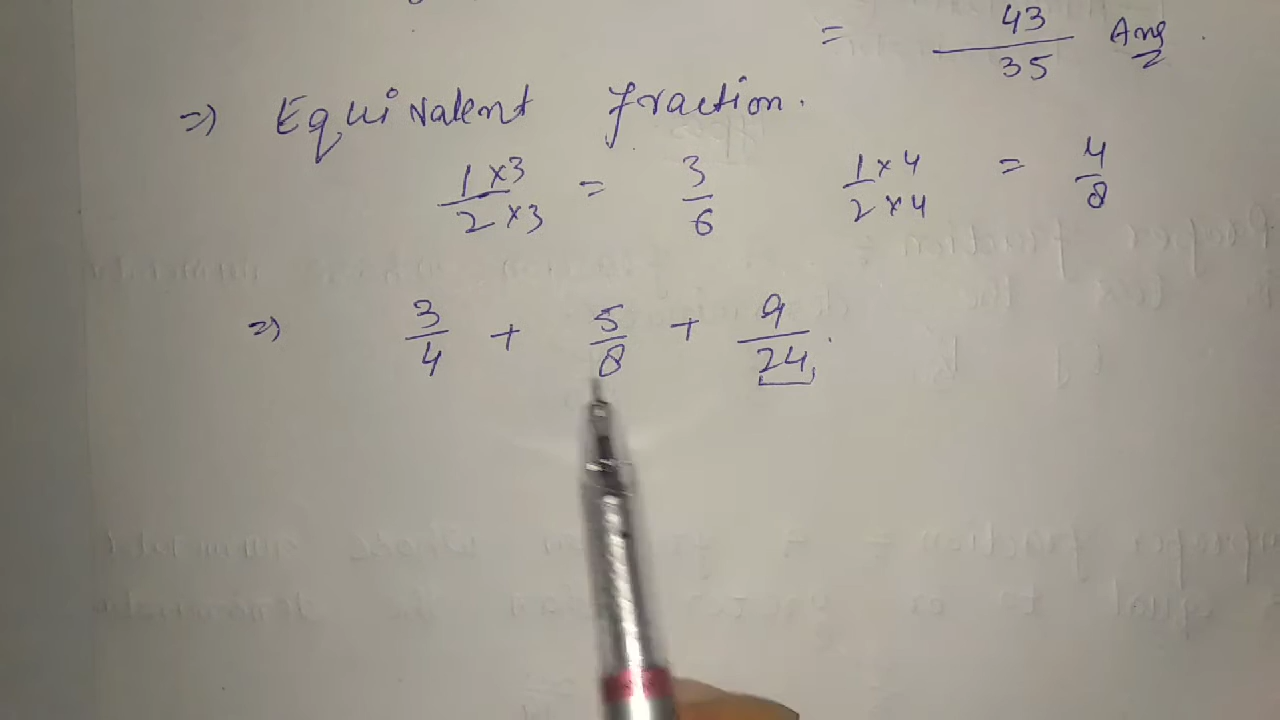 = 43/35 Ans
=> Equivalent fraction.
1×3/2×3 = 3/6 1×4/2×4 = 4/8
=> 3/4 + 5/8 + 9/24.